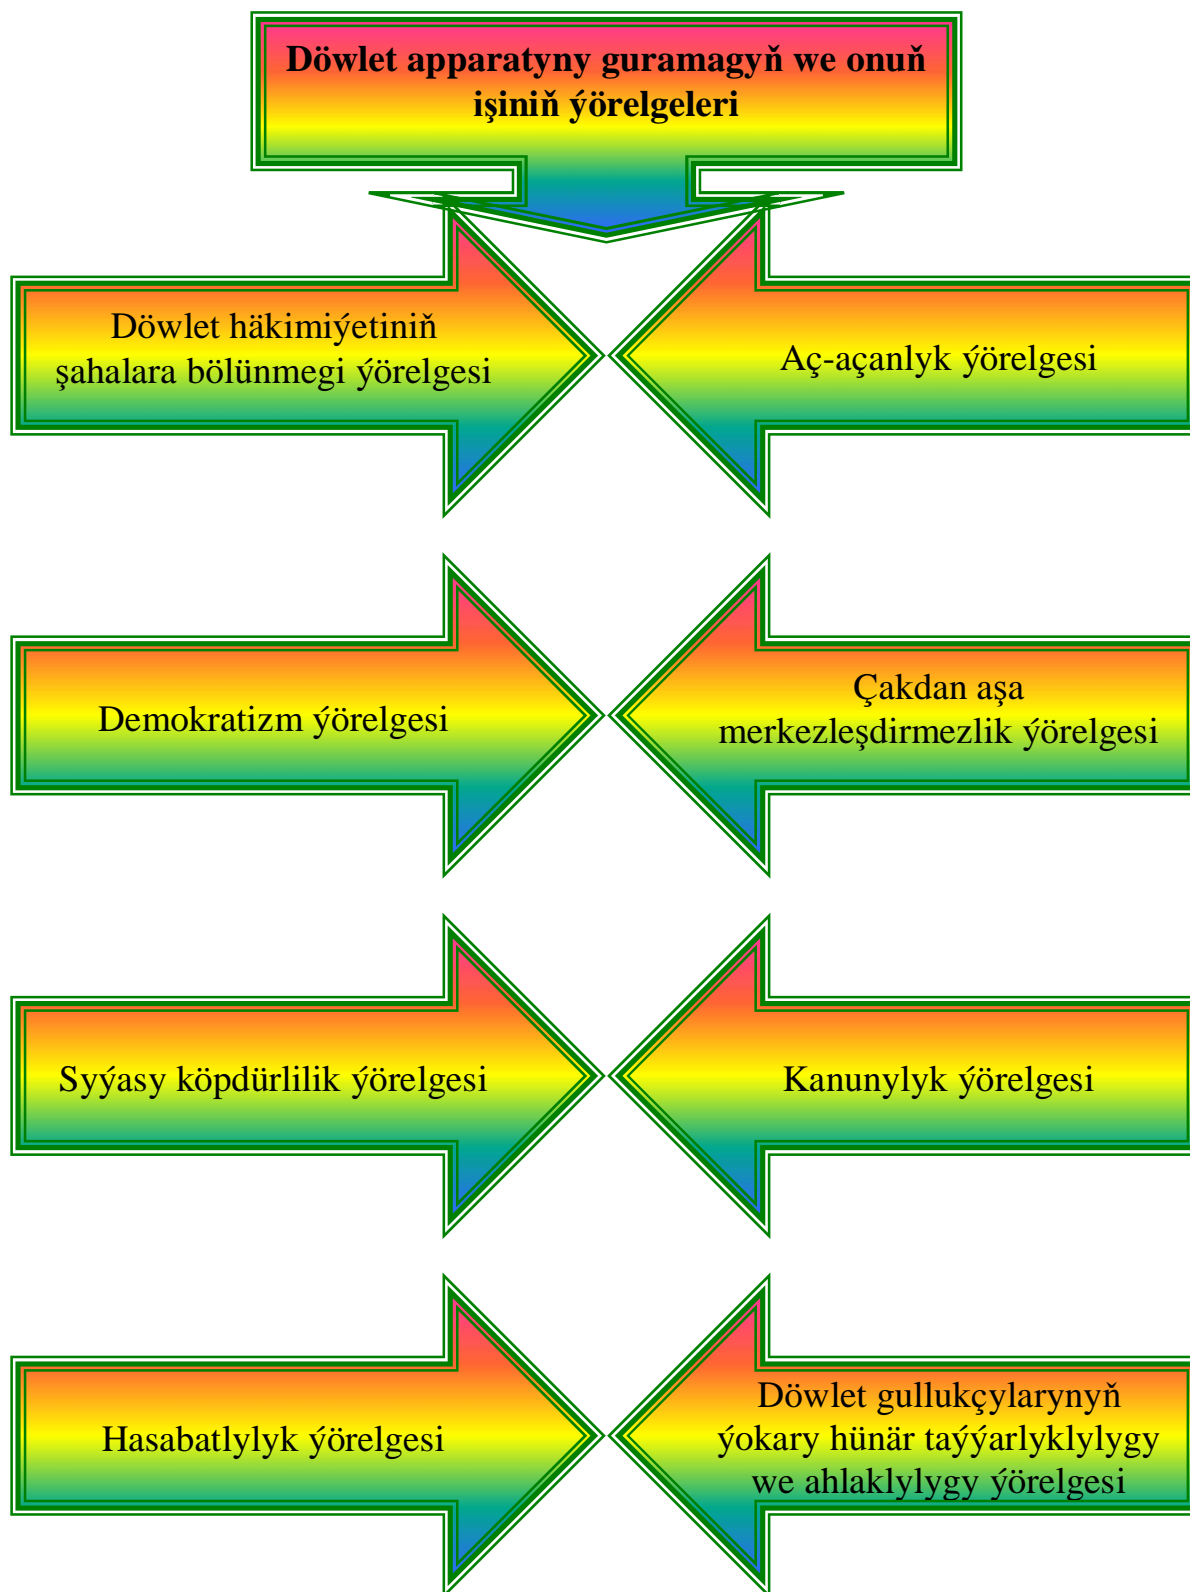 Döwlet apparatyny guramagyň we onuň
işiniň ýörelgeleri
Döwlet häkimiýetiniň
şahalara bölünmegi ýörelgesi
Aç-açanlyk ýörelgesi
Demokratizm ýörelgesi
Çakdan aşa
merkezleşdirmezlik ýörelgesi
Syýasy köpdürlilik ýörelgesi
Kanunylyk ýörelgesi
Hasabatlylyk ýörelgesi
Döwlet gullukçylarynyň
ýokary hünär taýýarlyklylygy
we ahlaklylygy ýörelgesi